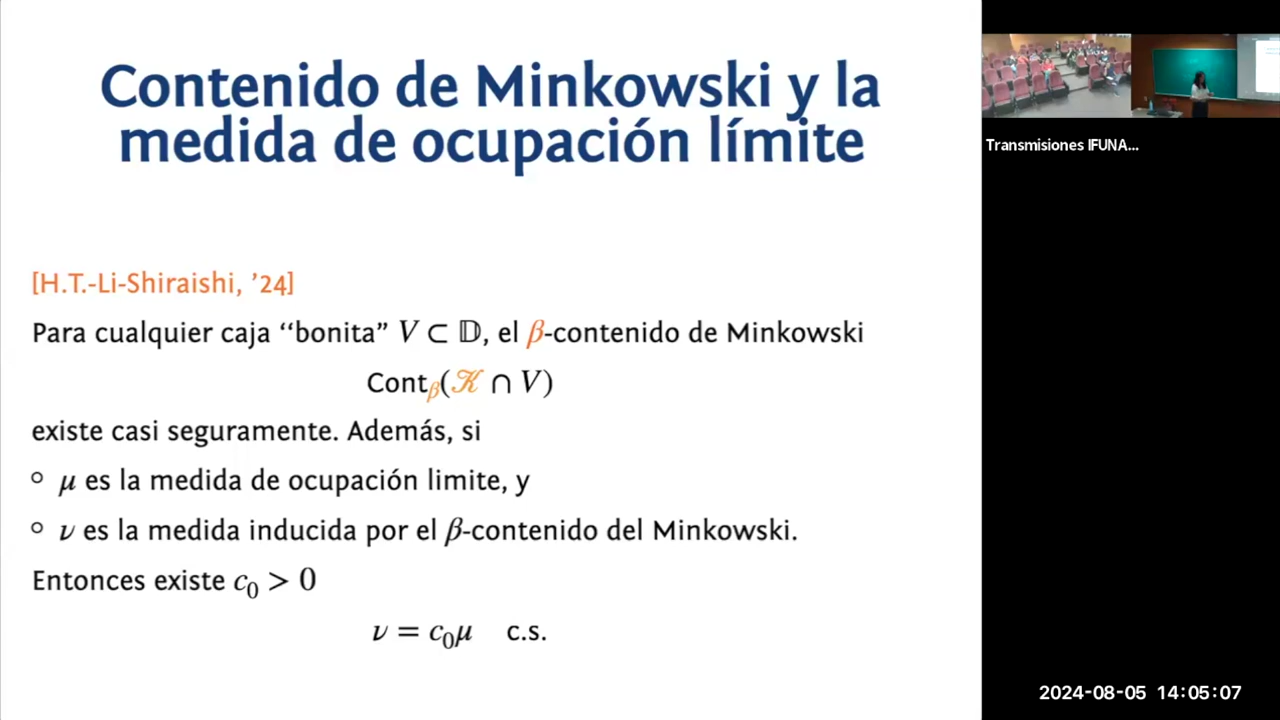 Contenido de Minkowski y la
medida de ocupación límite
[H.T.-Li-Shiraishi, ’24]
Para cualquier caja ‘‘bonita” V ⊂ 𝔻, el β-contenido de Minkowski
Contβ(𝒦 ∩ V)
existe casi seguramente. Además, si
○ μ es la medida de ocupación limite, y
○ ν es la medida inducida por el β-contenido del Minkowski.
Entonces existe c₀ > 0
ν = c₀μ c.s.
Transmisiones IFUNA...
2024-08-05 14:05:07